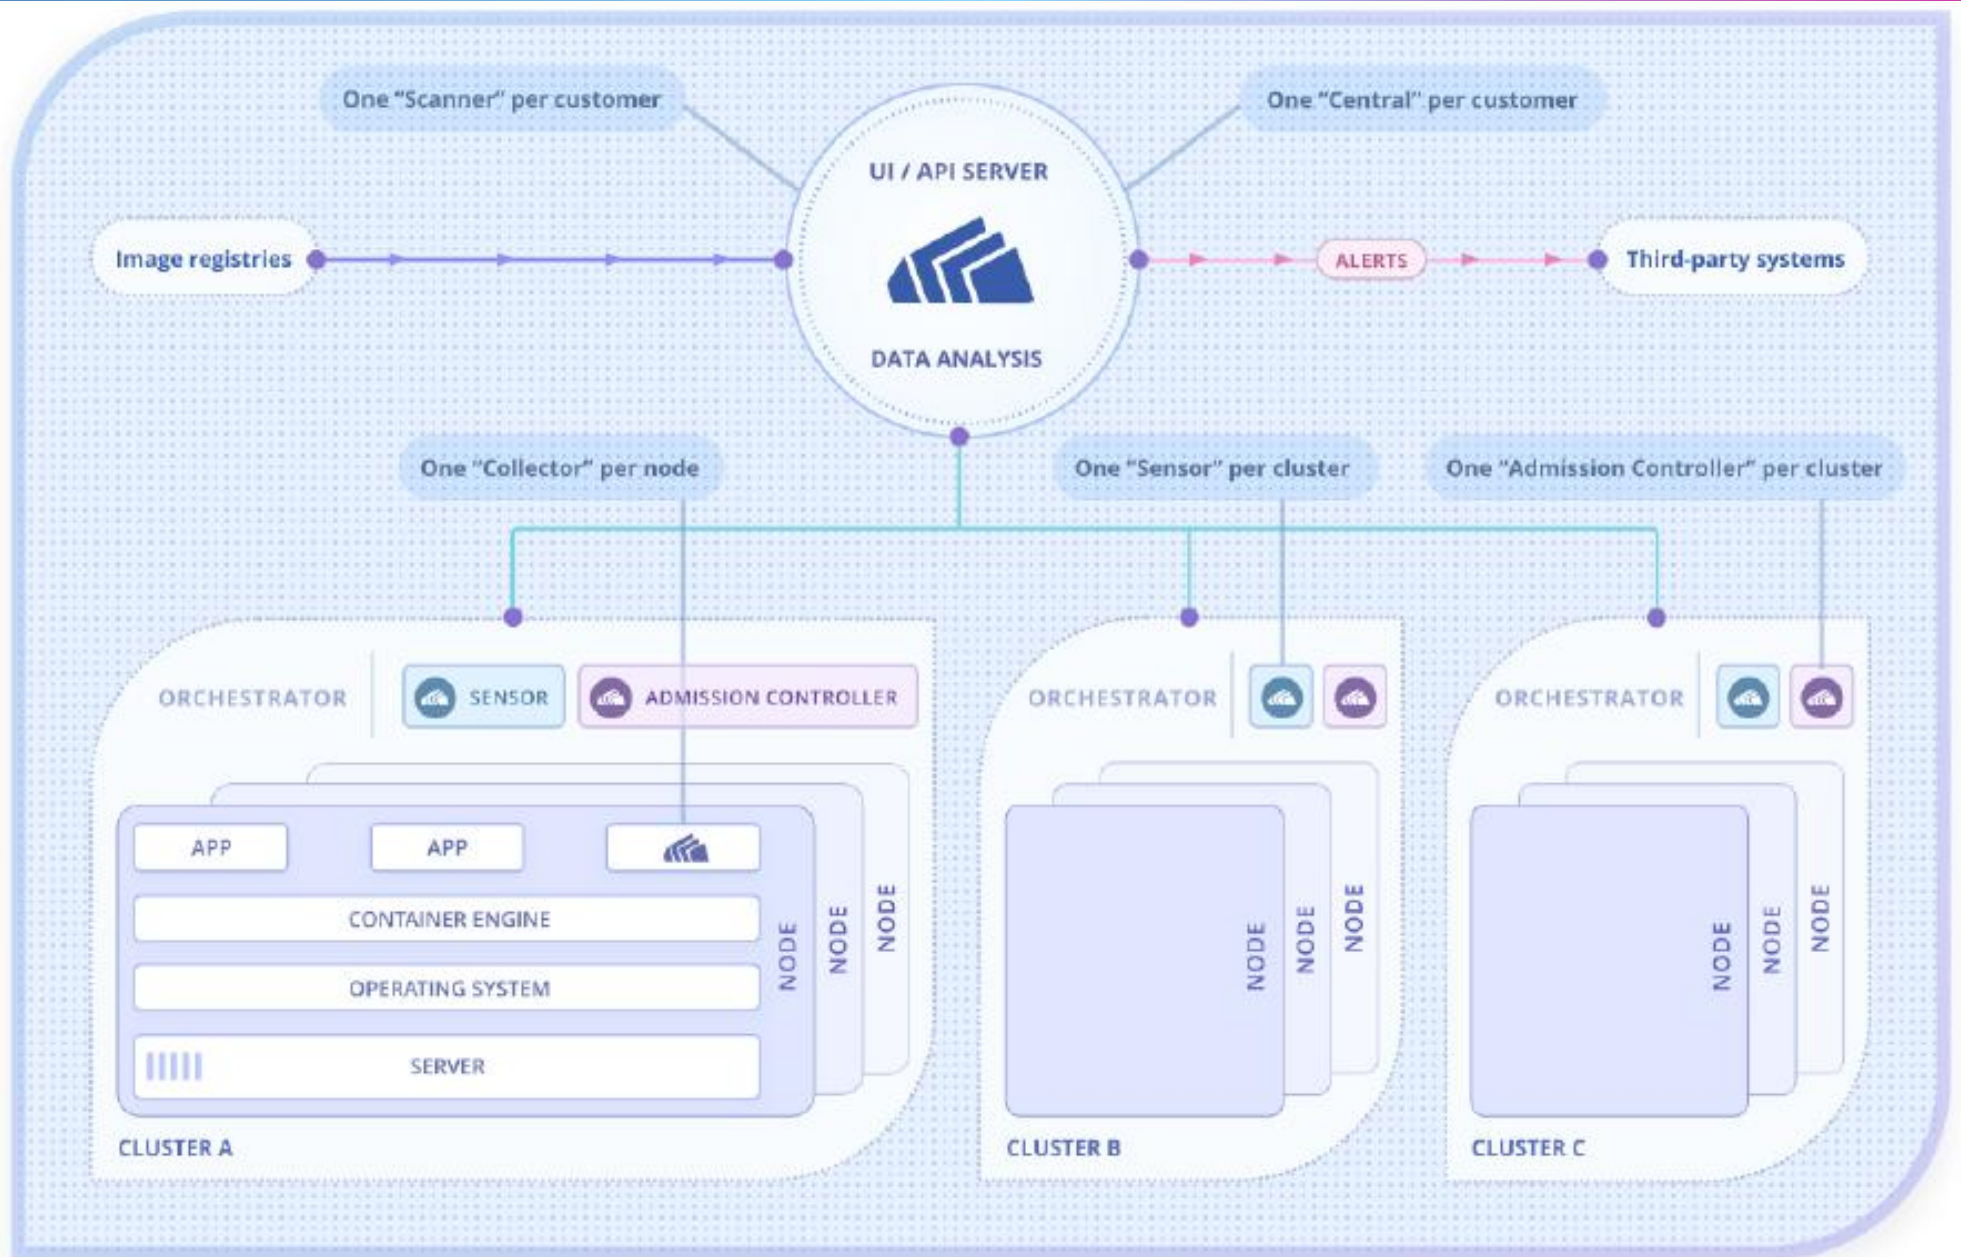 One “Scanner” per customer
One “Central” per customer
UI / API SERVER
Image registries
ALERTS
Third-party systems
DATA ANALYSIS
One “Collector” per node
One “Sensor” per cluster
One “Admission Controller” per cluster
ORCHESTRATOR
SENSOR
ADMISSION CONTROLLER
APP
APP
CONTAINER ENGINE
OPERATING SYSTEM
SERVER
NODE
NODE
NODE
CLUSTER A
ORCHESTRATOR
NODE
NODE
NODE
CLUSTER B
ORCHESTRATOR
NODE
NODE
NODE
CLUSTER C